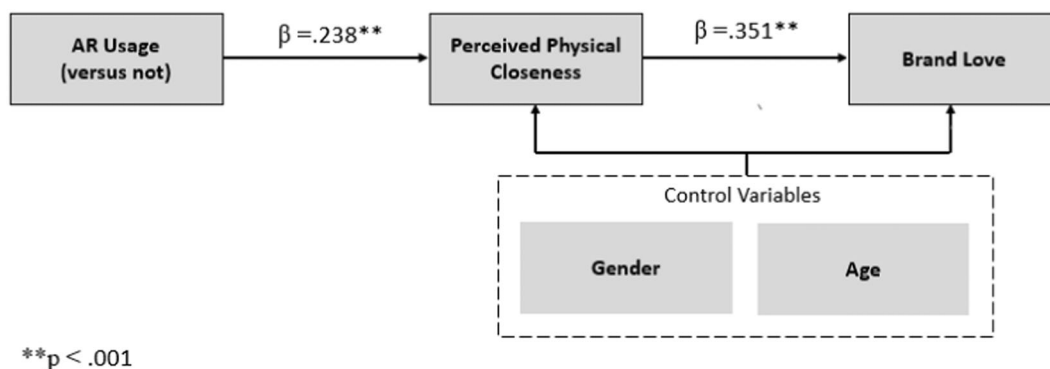 AR Usage
(versus not)
β =.238**
Perceived Physical
Closeness
β =.351**
Brand Love
Control Variables
Gender
Age
**p < .001